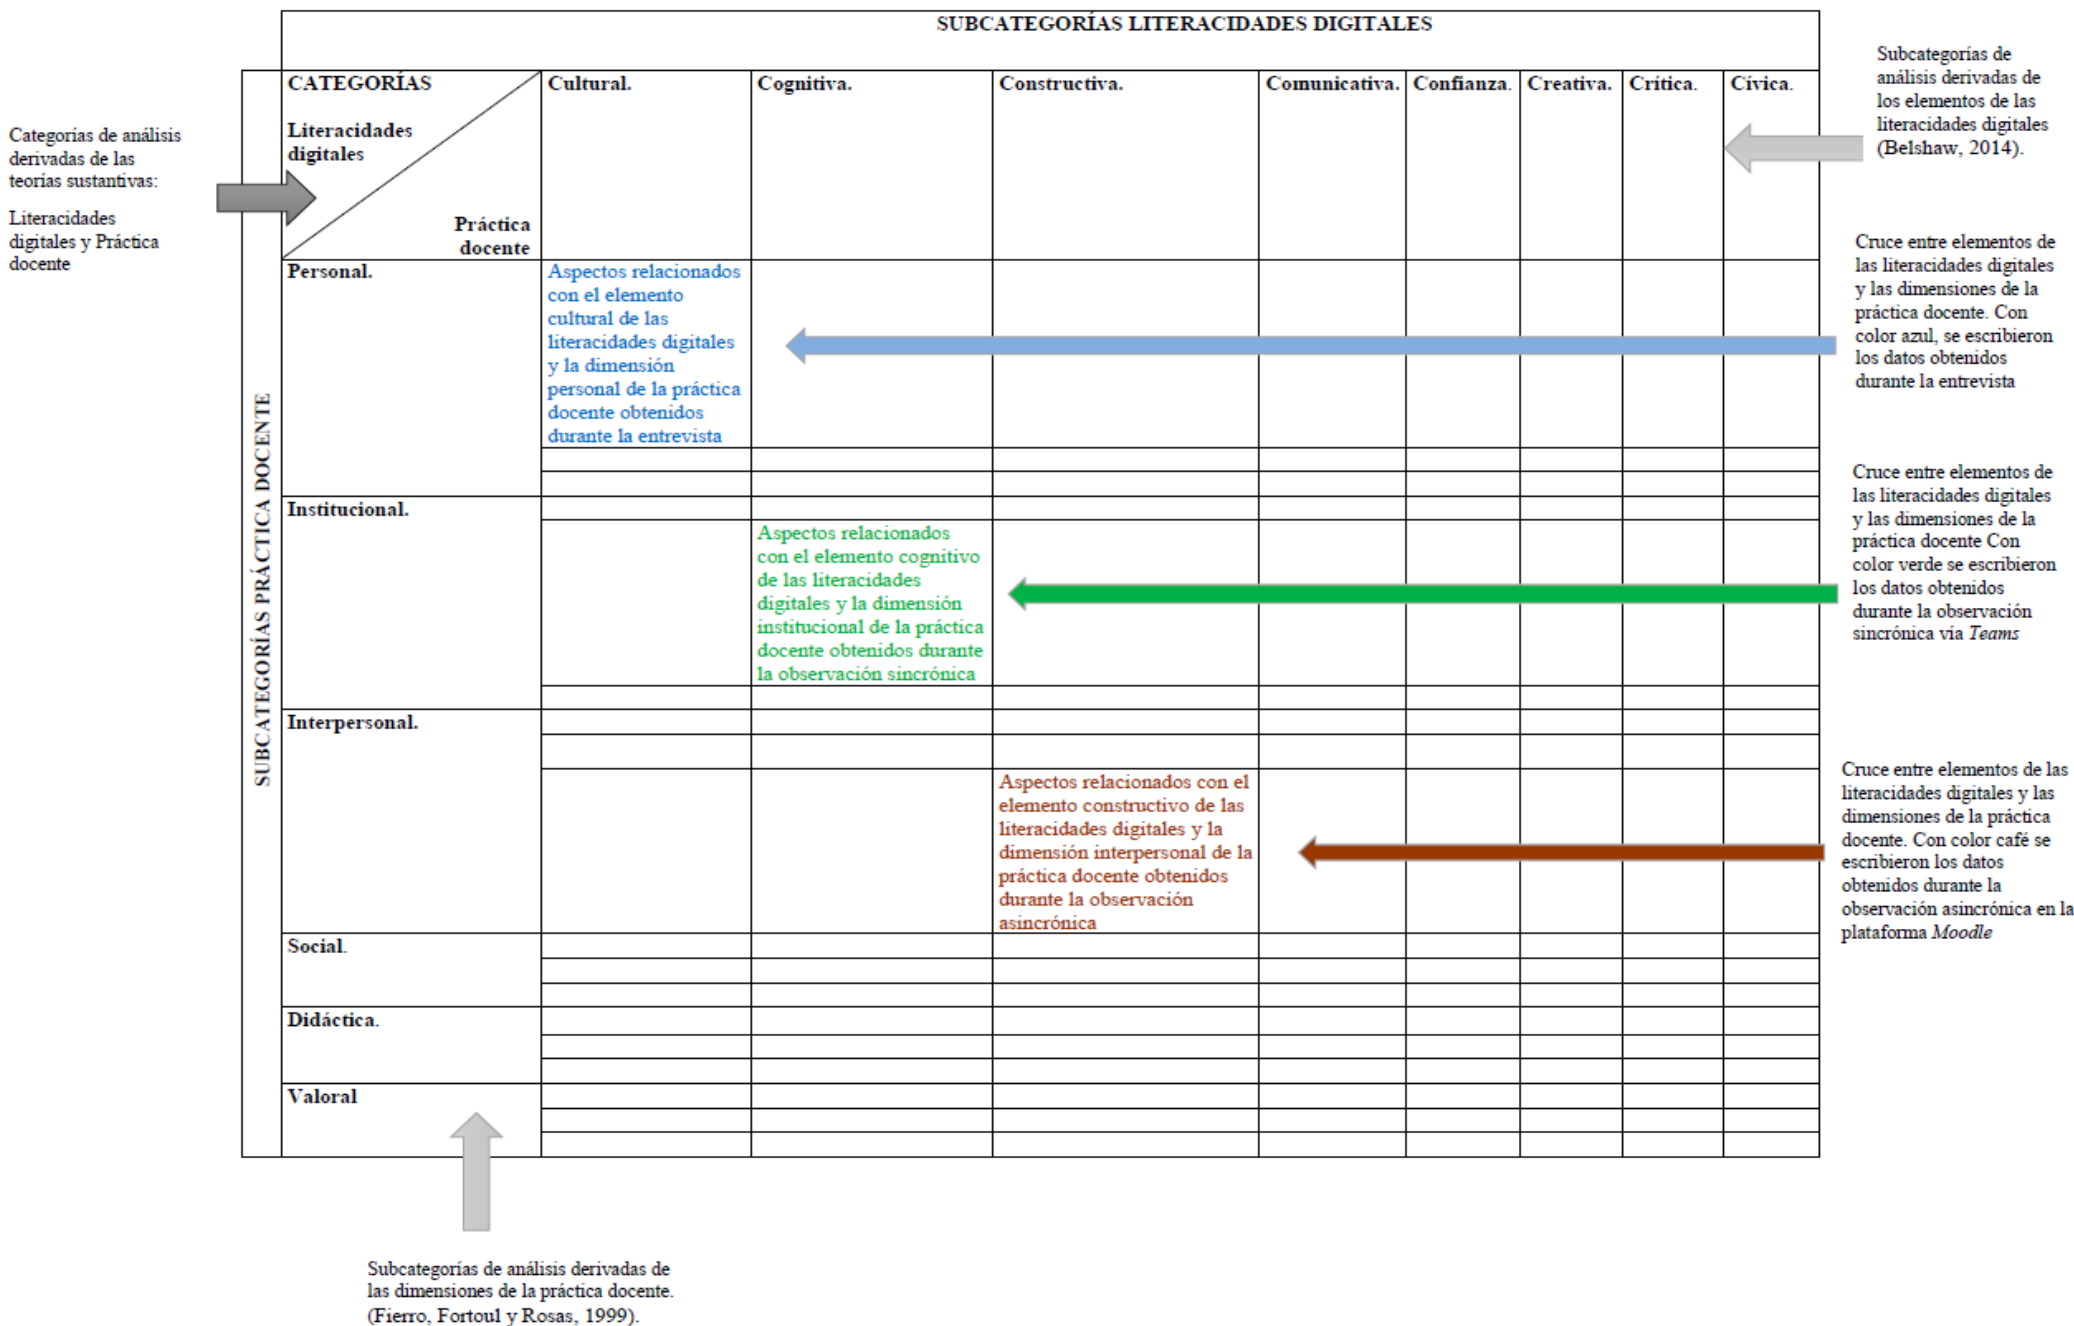 SUBCATEGORÍAS LITERACIDADES DIGITALES
CATEGORÍAS
Literacidades
digitales
Práctica
docente
Cultural.
Cognitiva.
Constructiva.
Comunicativa.
Confianza.
Creativa.
Crítica.
Cívica.
Subcategorías de
análisis derivadas de
los elementos de las
literacidades digitales
(Belshaw, 2014).
Categorías de análisis
derivadas de las
teorías sustantivas:
Literacidades
digitales y Práctica
docente
SUBCATEGORÍAS PRÁCTICA DOCENTE
Personal.
Aspectos relacionados
con el elemento
cultural de las
literacidades digitales
y la dimensión
personal de la práctica
docente obtenidos
durante la entrevista
Cruce entre elementos de
las literacidades digitales
y las dimensiones de la
práctica docente. Con
color azul, se escribieron
los datos obtenidos
durante la entrevista
Institucional.
Aspectos relacionados
con el elemento cognitivo
de las literacidades
digitales y la dimensión
institucional de la práctica
docente obtenidos durante
la observación sincrónica
Cruce entre elementos de
las literacidades digitales
y las dimensiones de la
práctica docente Con
color verde se escribieron
los datos obtenidos
durante la observación
sincrónica vía Teams
Interpersonal.
Aspectos relacionados con el
elemento constructivo de las
literacidades digitales y la
dimensión interpersonal de la
práctica docente obtenidos
durante la observación
asincrónica
Cruce entre elementos de las
literacidades digitales y las
dimensiones de la práctica
docente. Con color café se
escribieron los datos
obtenidos durante la
observación asincrónica en la
plataforma Moodle
Social.
Didáctica.
Valoral
Subcategorías de análisis derivadas de
las dimensiones de la práctica docente.
(Fierro, Fortoul y Rosas, 1999).